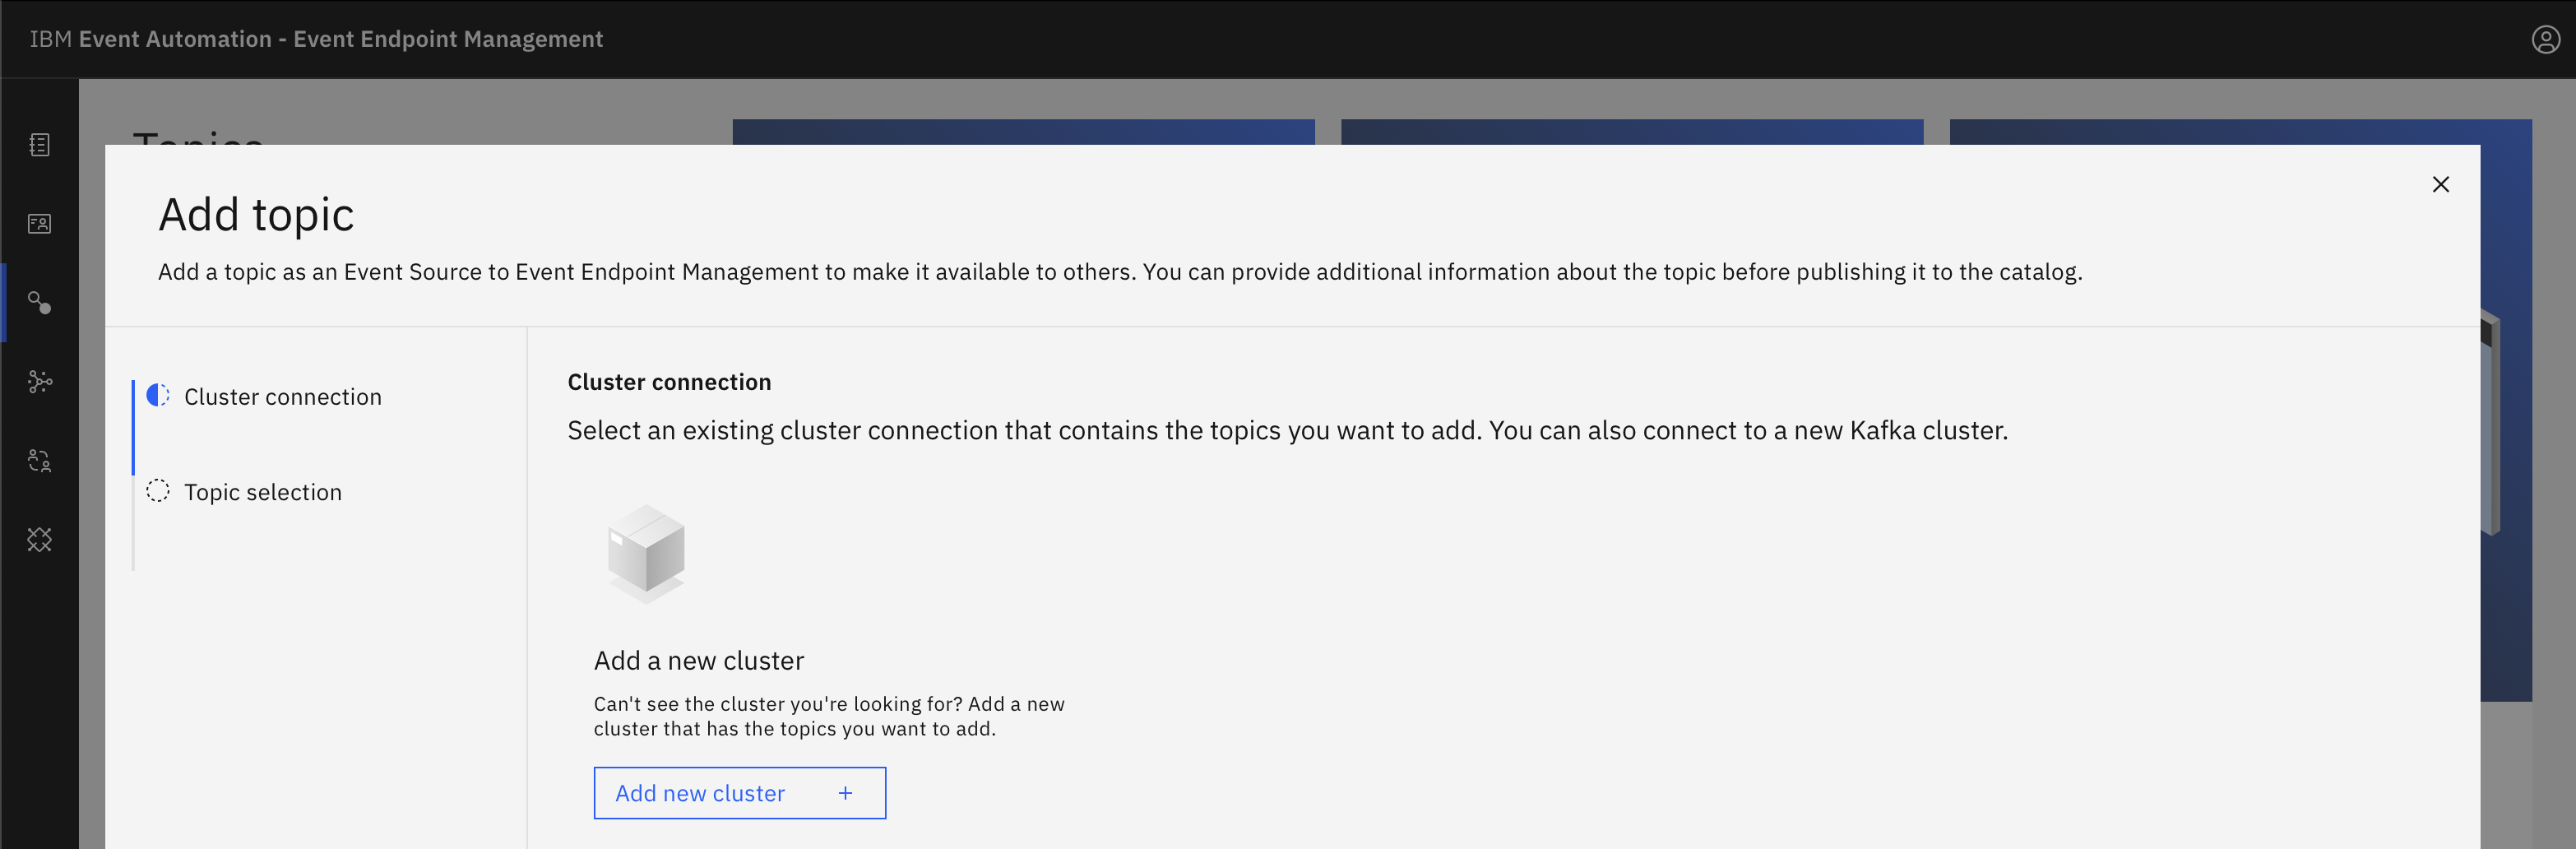 IBM Event Automation - Event Endpoint Management
Topics
Add topic
Add a topic as an Event Source to Event Endpoint Management to make it available to others. You can provide additional information about the topic before publishing it to the catalog.
Cluster connection
Topic selection
Cluster connection
Select an existing cluster connection that contains the topics you want to add. You can also connect to a new Kafka cluster.
Add a new cluster
Can't see the cluster you're looking for? Add a new
cluster that has the topics you want to add.
Add new cluster +